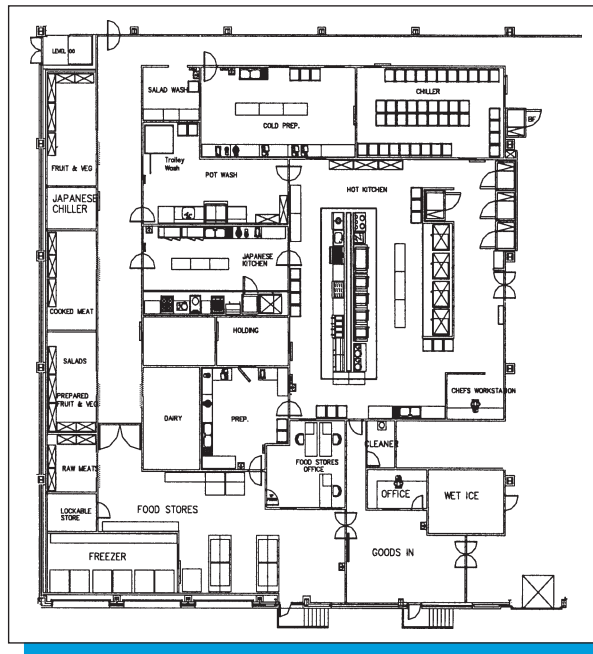 LEVEL 00
SALAD WASH
COLD PREP.
CHILLER
BF
FRUIT & VEG
Trolley
Wash
POT WASH
HOT KITCHEN
JAPANESE
CHILLER
JAPANESE
KITCHEN
COOKED MEAT
HOLDING
SALADS
PREPARED
FRUIT & VEG
DAIRY
PREP.
CHEFS WORKSTATION
CLEANER
RAW MEATS
FOOD STORES
OFFICE
OFFICE
WET ICE
LOCKABLE
STORE
FOOD STORES
GOODS IN
FREEZER